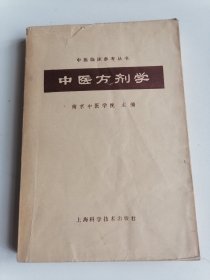 中医临床参考丛书
中医方剂学
南京中医学院 主编
上海科学技术出版社